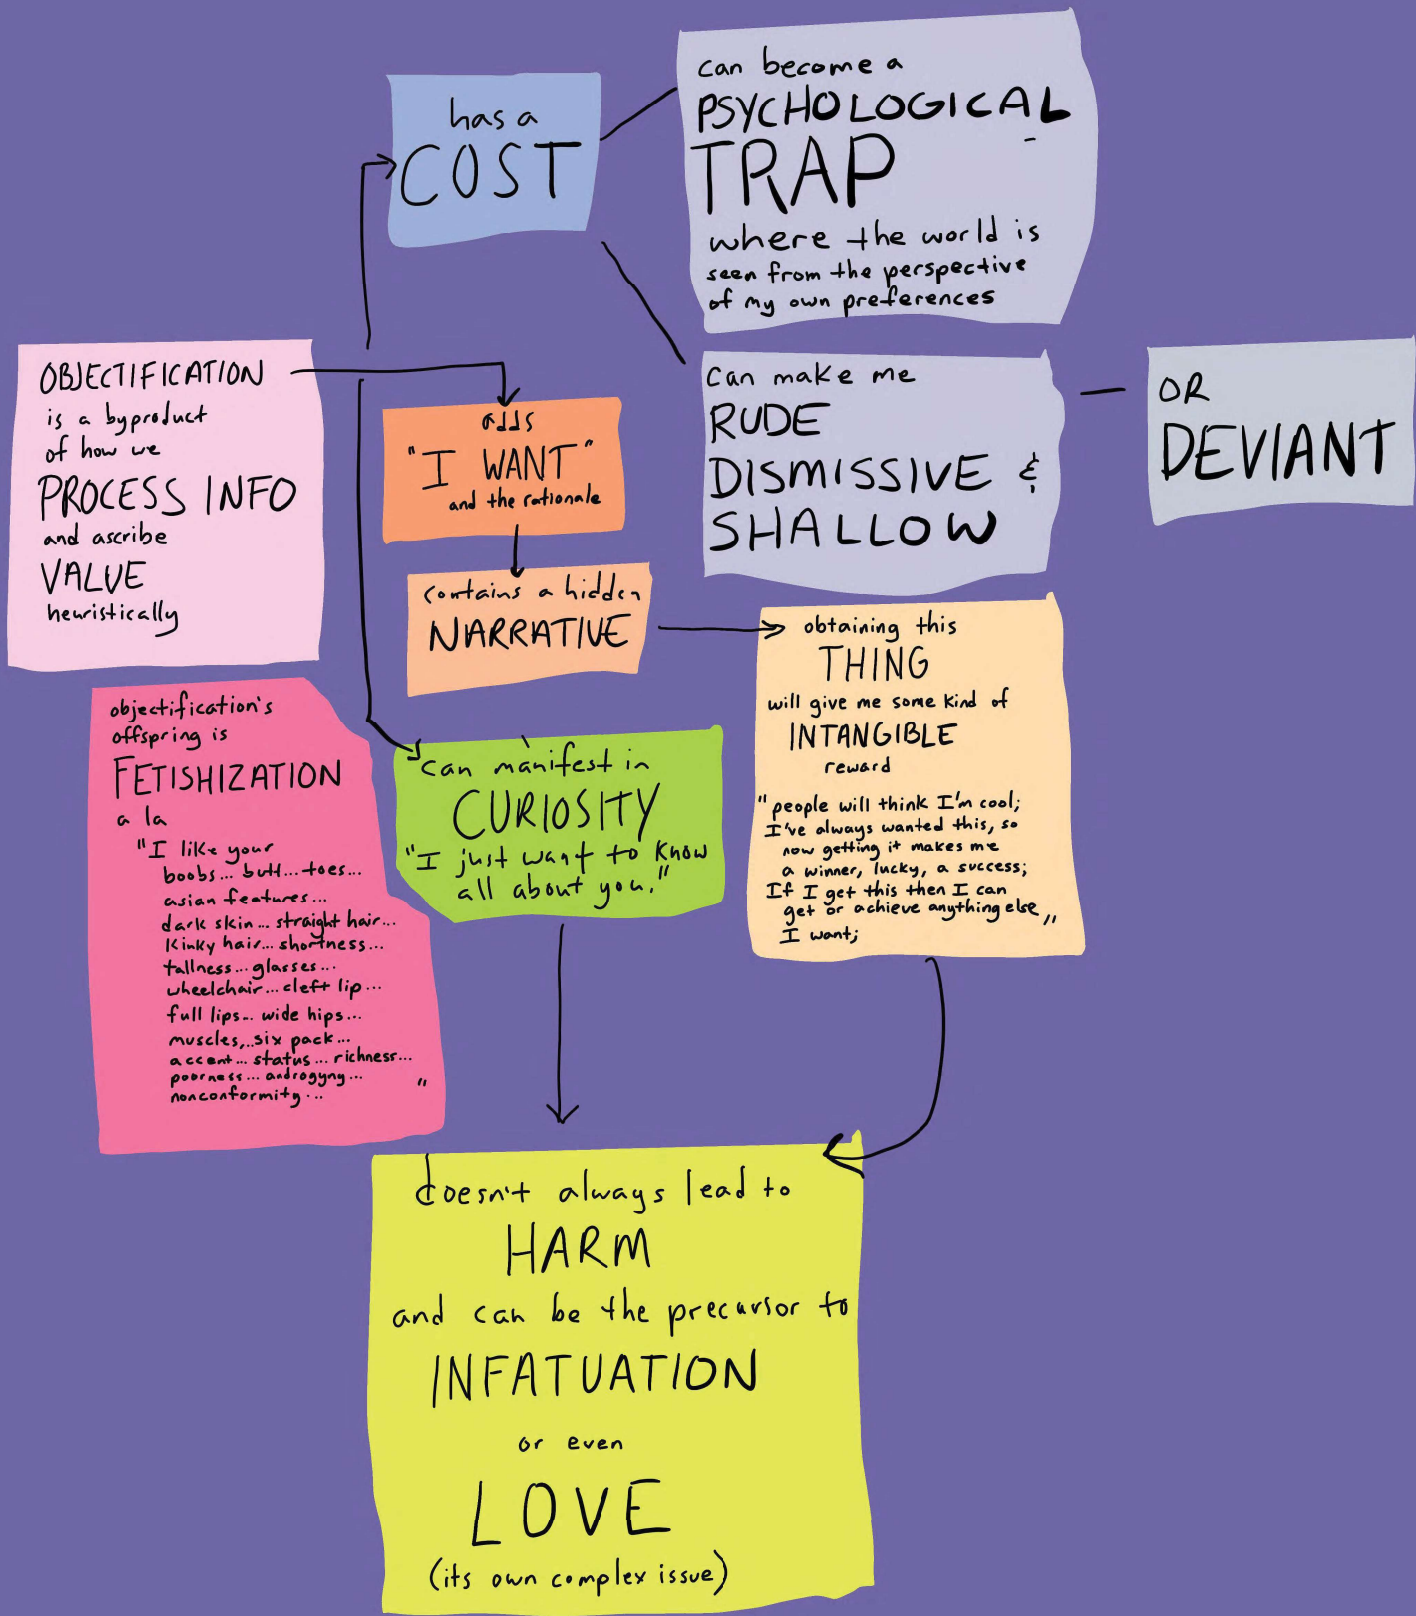 has a
COST
can become a
PSYCHOLOGICAL
TRAP
where the world is
seen from the perspective
of my own preferences
OBJECTIFICATION
is a byproduct
of how we
PROCESS INFO
and ascribe
VALUE
heuristically
adds
"I WANT"
and the rationale
can make me
RUDE
DISMISSIVE &
SHALLOW
OR
DEVIANT
contains a hidden
NARRATIVE
obtaining this
THING
will give me some kind of
INTANGIBLE
reward
"people will think I'm cool;
I've always wanted this, so
now getting it makes me
a winner, lucky, a success;
If I get this then I can
get or achieve anything else
I want;"
objectification's
offspring is
FETISHIZATION
a la
"I like your
boobs... butt... toes...
asian features...
dark skin... straight hair...
kinky hair... shortness...
tallness... glasses...
wheelchair... cleft lip...
full lips... wide hips...
muscles... six pack...
accent... status... richness...
poorness... androgyny...
nonconformity..."
can manifest in
CURIOSITY
"I just want to know
all about you."
doesn't always lead to
HARM
and can be the precursor to
INFATUATION
or even
LOVE
(its own complex issue)